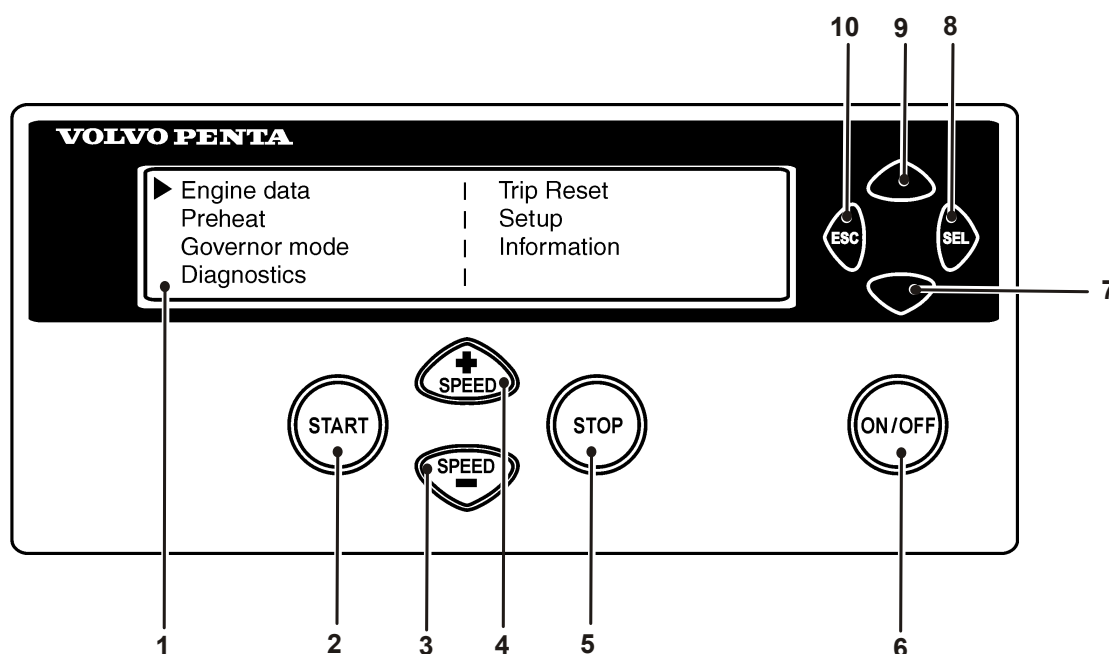 10 9 8
VOLVO PENTA
Engine data | Trip Reset
Preheat | Setup
Governor mode | Information
Diagnostics |
ESC
SEL
7
SPEED
START
STOP
ON/OFF
SPEED
1 2 3 4 5 6